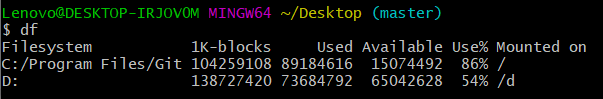 Lenovo@DESKTOP-IRJOVOM MINGW64 ~/Desktop (master)
$ df
Filesystem 1K-blocks Used Available Use% Mounted on
C:/Program Files/Git 104259108 89184616 15074492 86% /
D: 138727420 73684792 65042628 54% /d